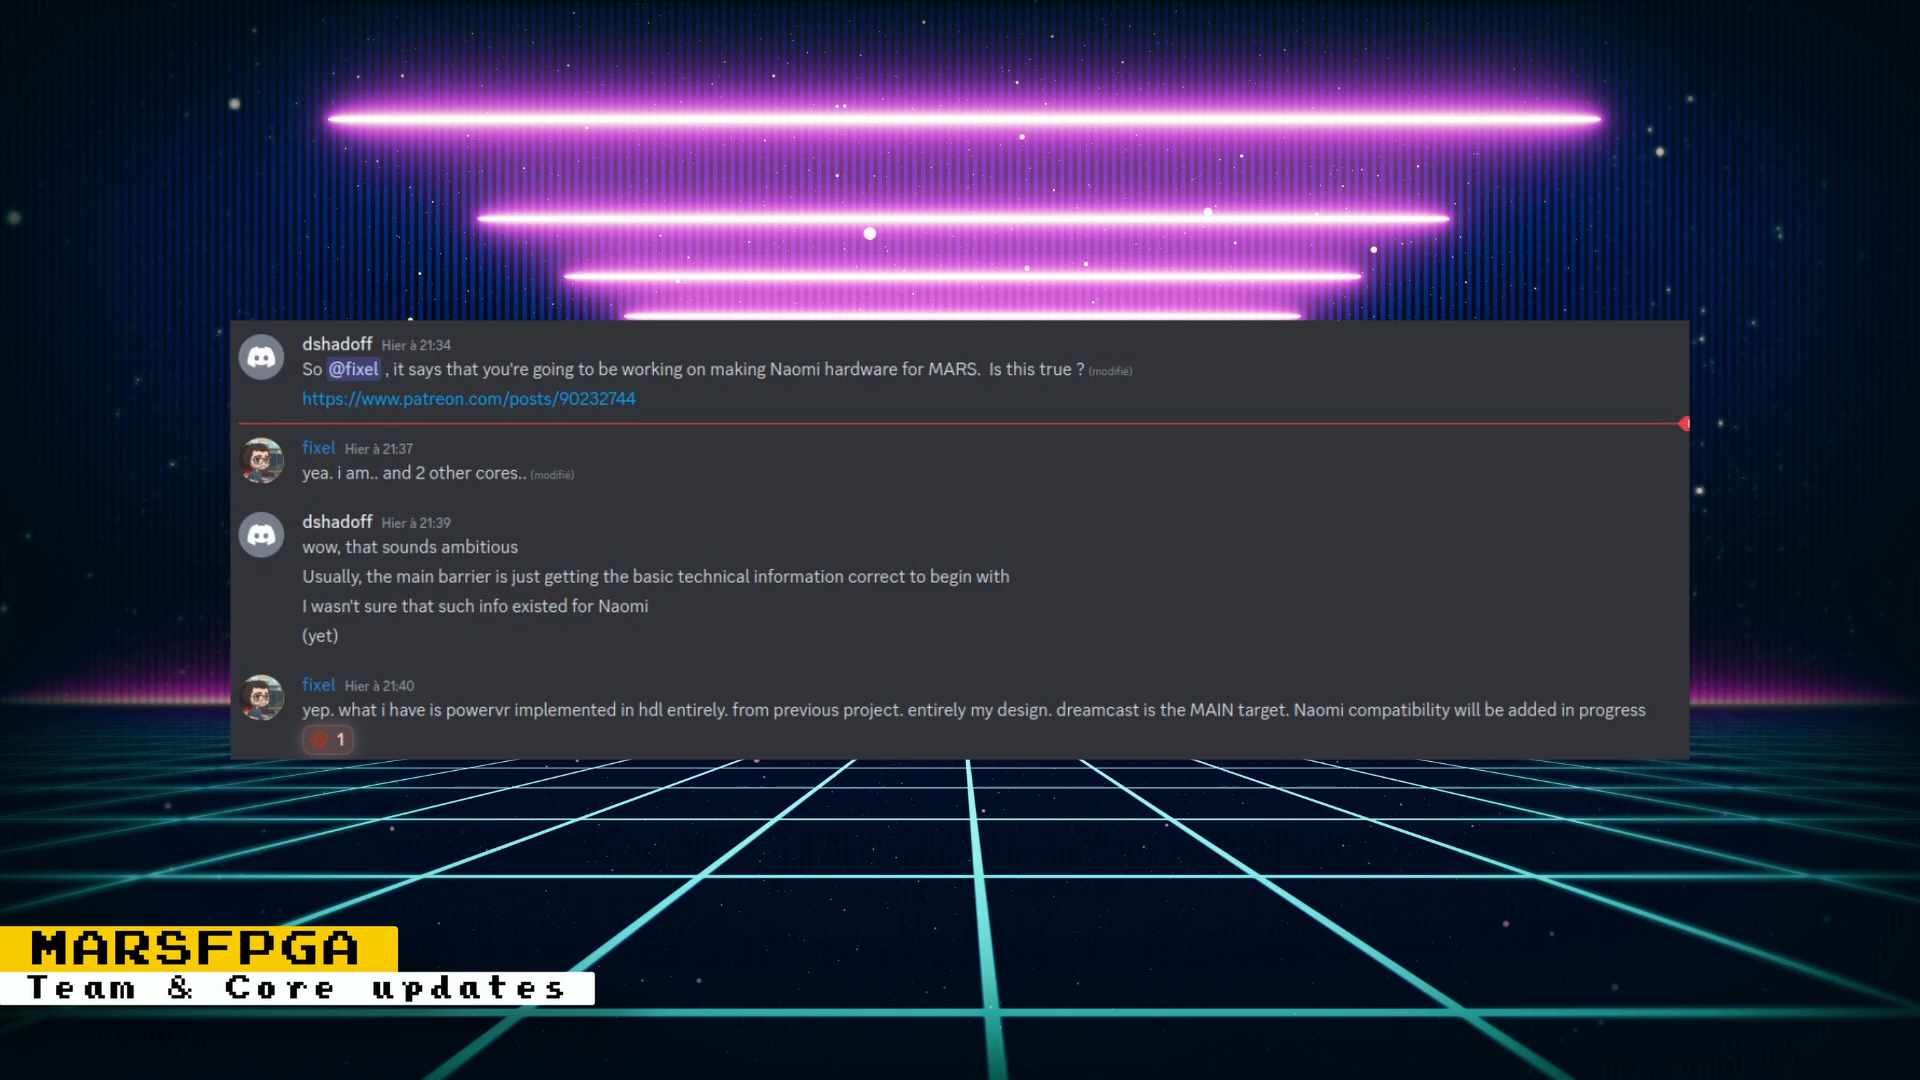 dshadoff Hier à 21:34
So @fixel , it says that you're going to be working on making Naomi hardware for MARS. Is this true ? (modifié)
https://www.patreon.com/posts/90232744
fixel Hier à 21:37
yea. i am.. and 2 other cores.. (modifié)
dshadoff Hier à 21:39
wow, that sounds ambitious
Usually, the main barrier is just getting the basic technical information correct to begin with
I wasn't sure that such info existed for Naomi
(yet)
fixel Hier à 21:40
yep. what i have is powervr implemented in hdl entirely. from previous project. entirely my design. dreamcast is the MAIN target. Naomi compatibility will be added in progress
1
MARSFPGA
Team & Core updates